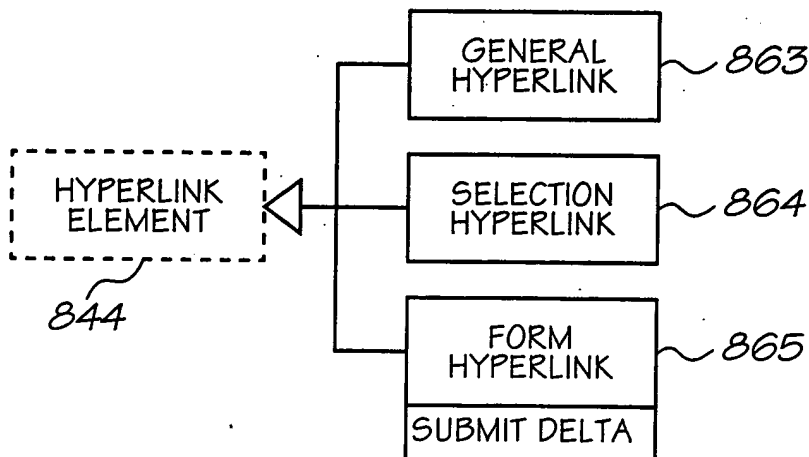 GENERAL
HYPERLINK
863
HYPERLINK
ELEMENT
844
SELECTION
HYPERLINK
864
FORM
HYPERLINK
865
SUBMIT DELTA